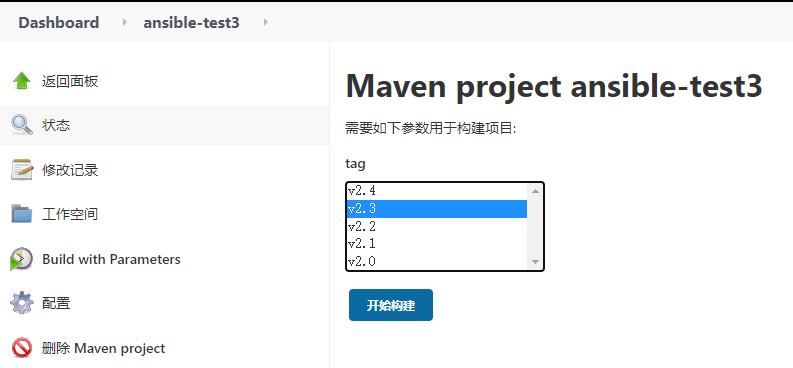 Dashboard
ansible-test3
返回面板
状态
修改记录
工作空间
Build with Parameters
配置
删除 Maven project
Maven project ansible-test3
需要如下参数用于构建项目:
tag
v2.4
v2.3
v2.2
v2.1
v2.0
开始构建